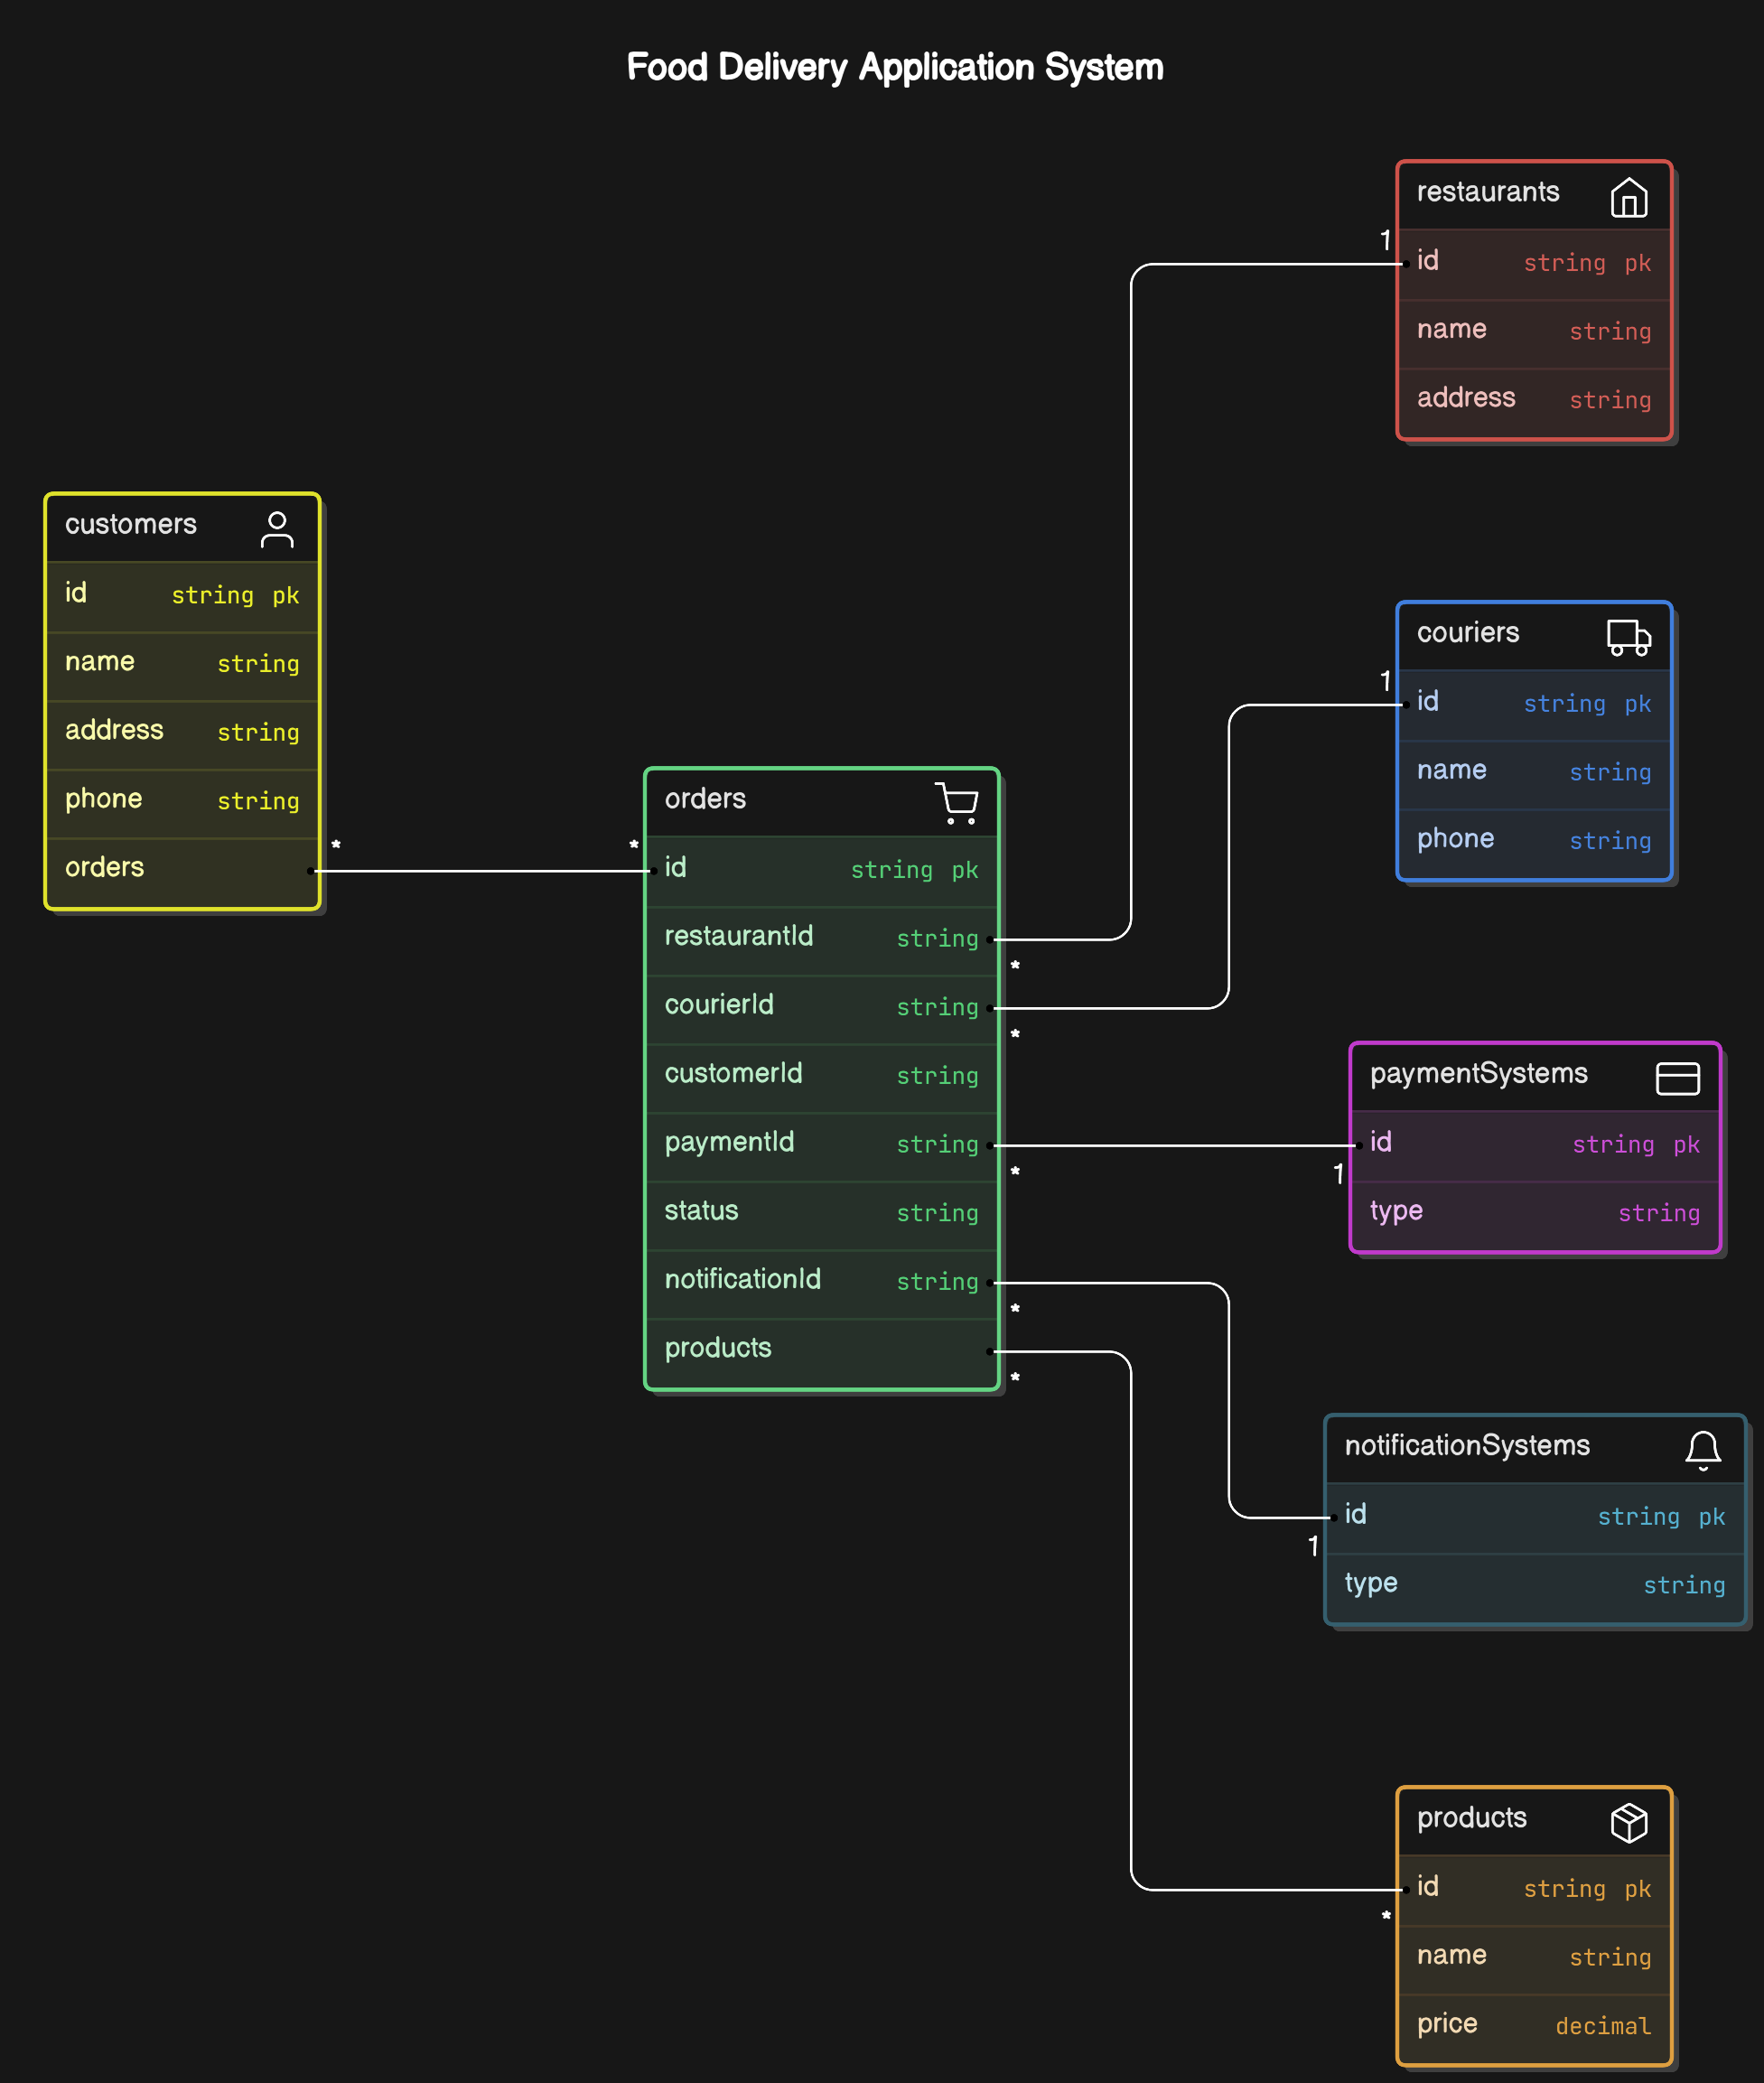 Food Delivery Application System
restaurants
1
id string pk
name string
address string
customers
id string pk
name string
address string
phone string
orders
*
couriers
1
id string pk
name string
phone string
orders
*
id string pk
restaurantId string
*
courierId string
*
customerId string
paymentId string
*
status string
notificationId string
*
products
*
paymentSystems
id string pk
1
type string
notificationSystems
id string pk
1
type string
products
id string pk
*
name string
price decimal